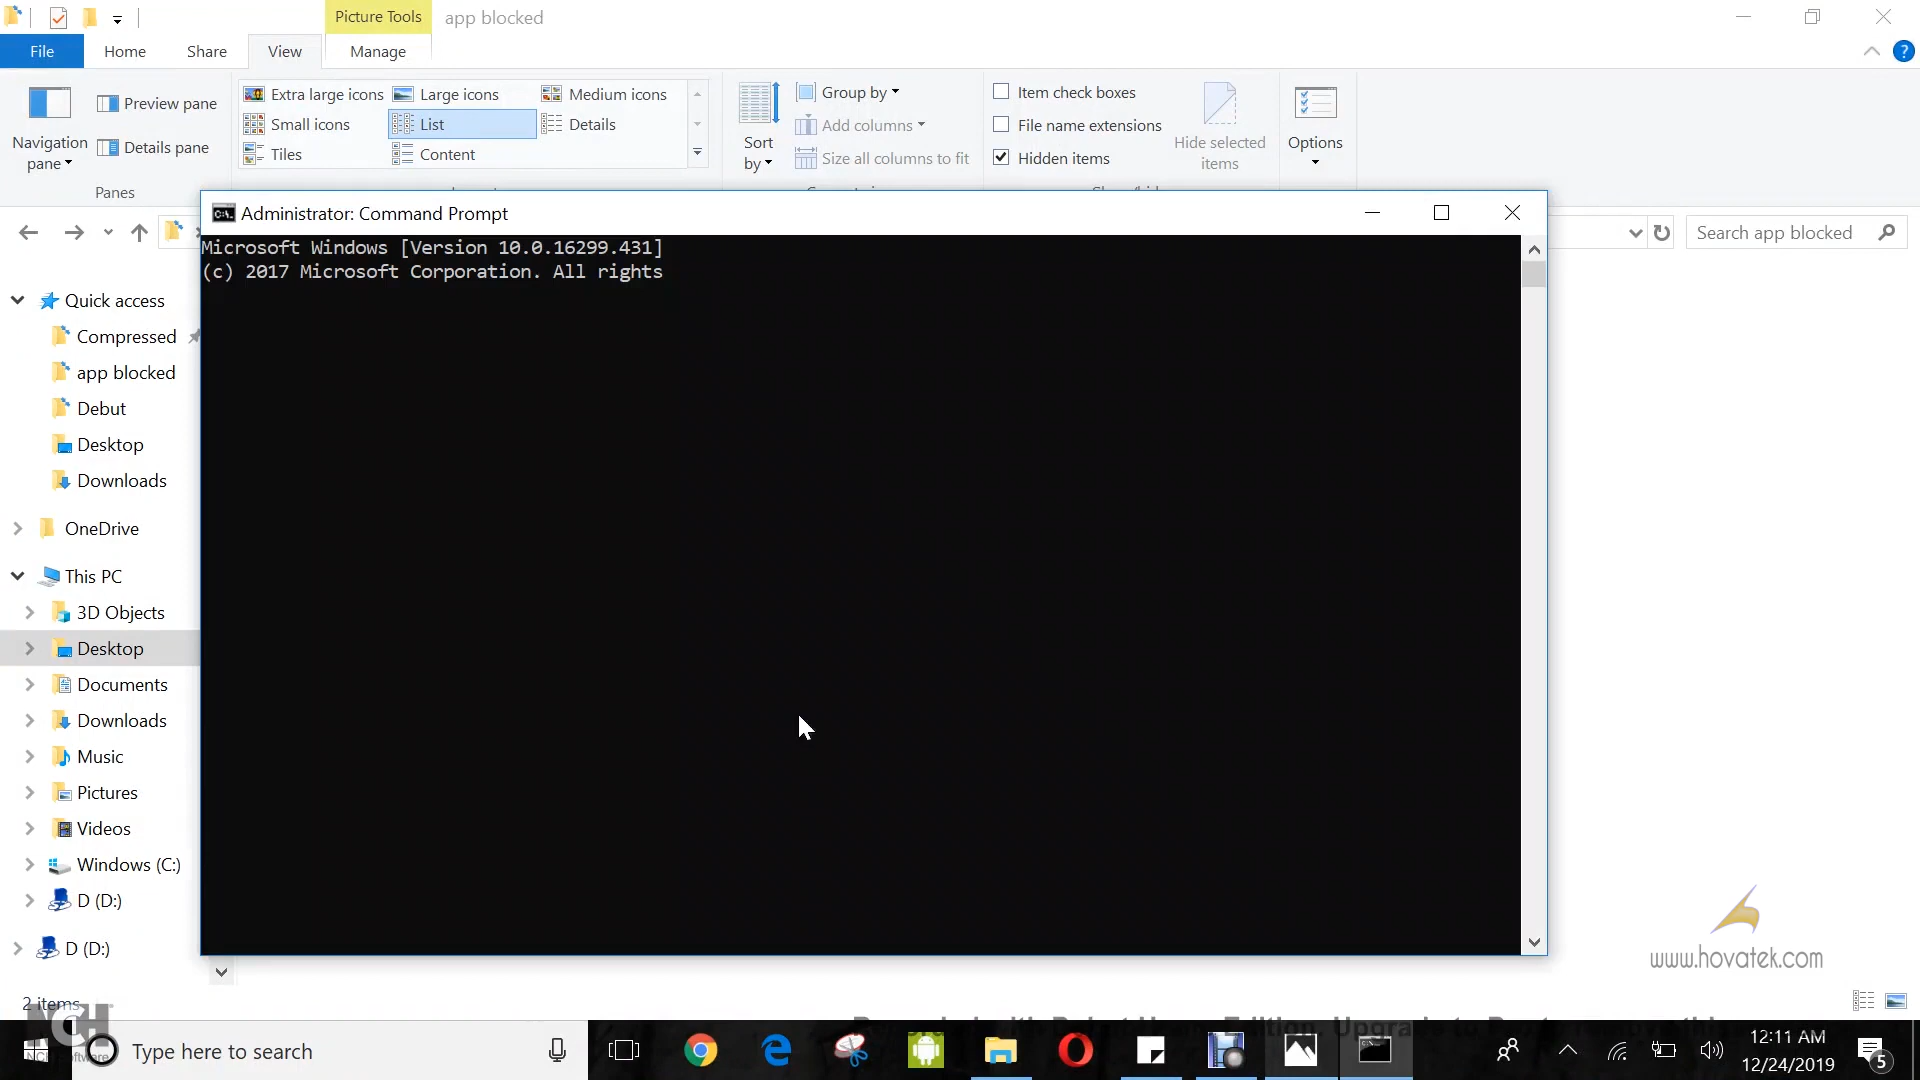 Picture Tools
app blocked
File
Home
Share
View
Manage
Navigation pane
Preview pane
Details pane
Panes
Extra large icons
Large icons
Medium icons
Small icons
List
Details
Tiles
Content
Sort by
Group by
Add columns
Size all columns to fit
Item check boxes
File name extensions
Hidden items
Hide selected items
Options
Search app blocked
Administrator: Command Prompt
Microsoft Windows [Version 10.0.16299.431]
(c) 2017 Microsoft Corporation. All rights
Quick access
Compressed
app blocked
Debut
Desktop
Downloads
OneDrive
This PC
3D Objects
Desktop
Documents
Downloads
Music
Pictures
Videos
Windows (C:)
D (D:)
D (D:)
www.hovatek.com
2 items
NCH
NCH Software
Type here to search
12:11 AM
12/24/2019
5